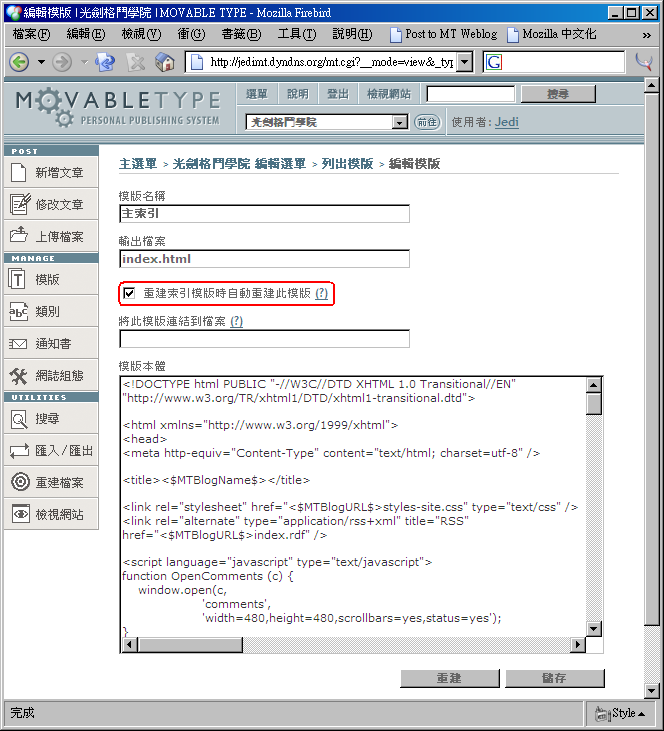 編輯模版 | 光劍格鬥學院 | MOVABLE TYPE - Mozilla Firebird
檔案(F) 編輯(E) 檢視(V) 前往(G) 書籤(B) 工具(T) 說明(H) Post to MT Weblog Mozilla 中文化 »
http://jedimt.dyndns.org/mt.cgi?__mode=view&_typ
G
MOVABLETYPE
PERSONAL PUBLISHING SYSTEM
選單 說明 登出 檢視網站 搜尋
光劍格鬥學院 前往 使用者: Jedi
POST
新增文章
修改文章
上傳檔案
MANAGE
模版
類別
通知書
網誌組態
UTILITIES
搜尋
匯入/匯出
重建檔案
檢視網站
主選單 > 光劍格鬥學院 編輯選單 > 列出模版 > 編輯模版
模版名稱
主索引
輸出檔案
index.html
重建索引模版時自動重建此模版 (?)
將此模版連結到檔案 (?)
模版本體
<!DOCTYPE html PUBLIC "-//W3C//DTD XHTML 1.0 Transitional//EN"
"http://www.w3.org/TR/xhtml1/DTD/xhtml1-transitional.dtd">
<html xmlns="http://www.w3.org/1999/xhtml">
<head>
<meta http-equiv="Content-Type" content="text/html; charset=utf-8" />
<title><$MTBlogName$></title>
<link rel="stylesheet" href="<$MTBlogURL$>styles-site.css" type="text/css" />
<link rel="alternate" type="application/rss+xml" title="RSS"
href="<$MTBlogURL$>index.rdf" />
<script language="javascript" type="text/javascript">
function OpenComments (c) {
window.open(c,
'comments',
'width=480,height=480,scrollbars=yes,status=yes');
}
重建 儲存
完成 Style